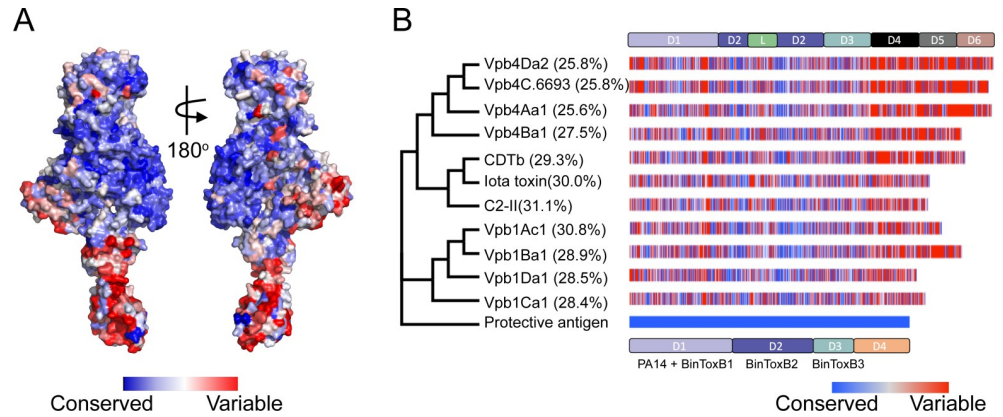 A
180°
Conserved Variable
B
D1 D2 L D2 D3 D4 D5 D6
Vpb4Da2 (25.8%)
Vpb4C.6693 (25.8%)
Vpb4Aa1 (25.6%)
Vpb4Ba1 (27.5%)
CDTb (29.3%)
Iota toxin(30.0%)
C2-II(31.1%)
Vpb1Ac1 (30.8%)
Vpb1Ba1 (28.9%)
Vpb1Da1 (28.5%)
Vpb1Ca1 (28.4%)
Protective antigen
D1 D2 D3 D4
PA14 + BinToxB1 BinToxB2 BinToxB3
Conserved Variable